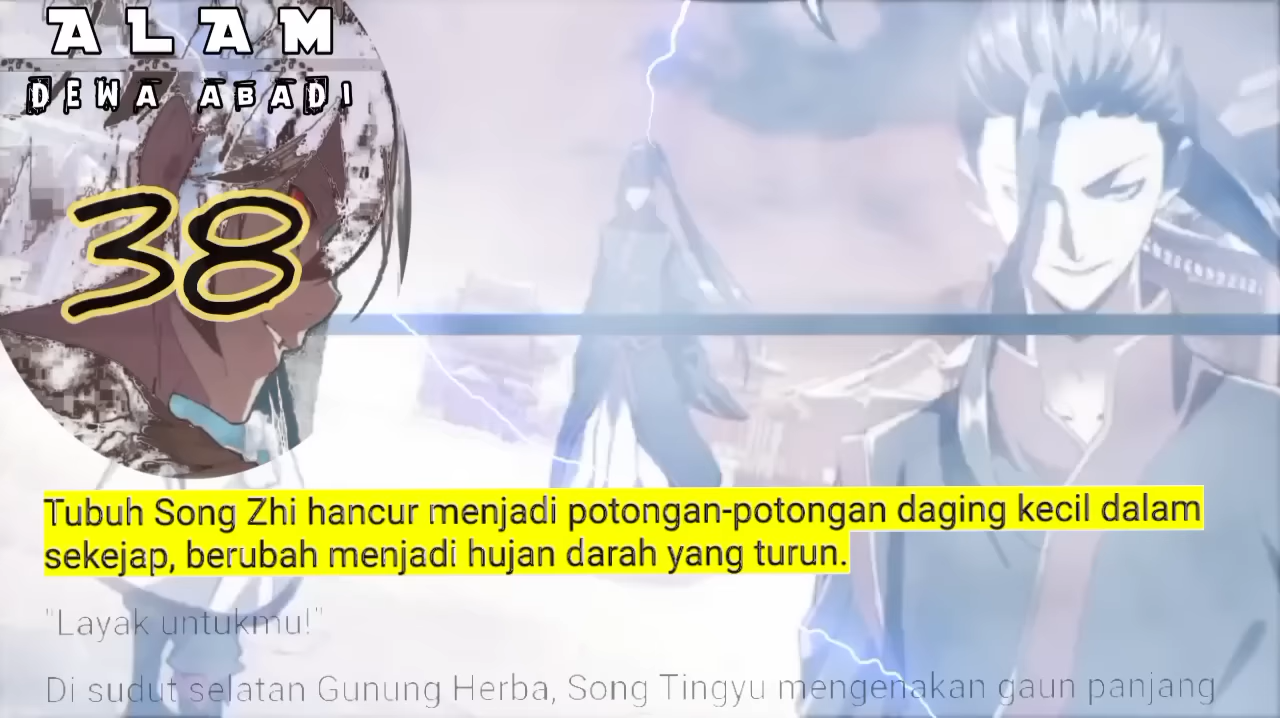 ALAM
DEWA ABADI
38
Tubuh Song Zhi hancur menjadi potongan-potongan daging kecil dalam
sekejap, berubah menjadi hujan darah yang turun.
"Layak untukmu!"
Di sudut selatan Gunung Herba, Song Tingyu mengenakan gaun panjang